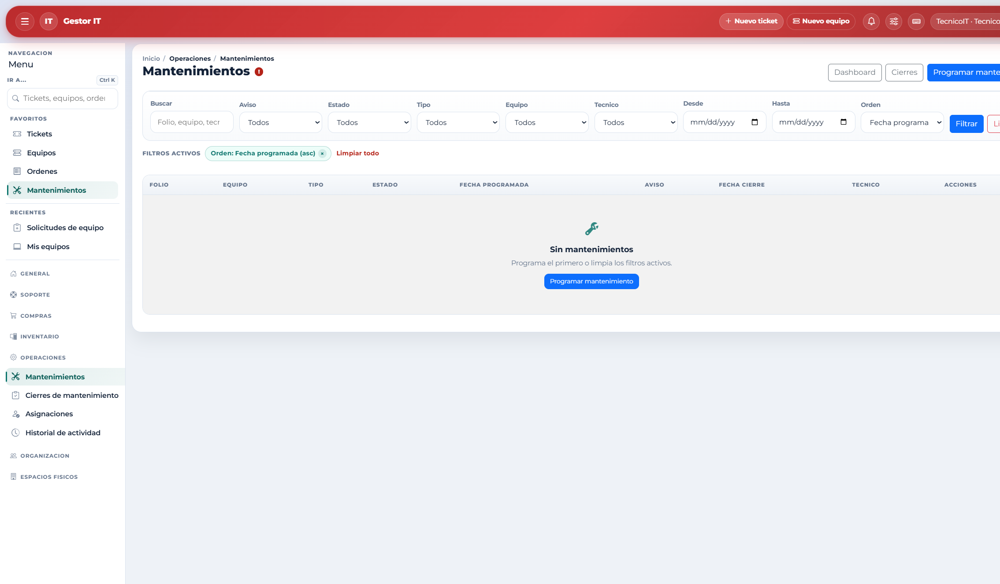 IT Gestor IT
Nuevo ticket Nuevo equipo TecnicoIT · Tecnico
NAVEGACION
Menu
IR A... Ctrl K
Tickets, equipos, order
FAVORITOS
Tickets
Equipos
Ordenes
Mantenimientos
RECIENTES
Solicitudes de equipo
Mis equipos
GENERAL
SOPORTE
COMPRAS
INVENTARIO
OPERACIONES
Mantenimientos
Cierres de mantenimiento
Asignaciones
Historial de actividad
ORGANIZACION
ESPACIOS FISICOS
Inicio / Operaciones / Mantenimientos
Mantenimientos !
Dashboard Cierres Programar mante
Buscar Aviso Estado Tipo Equipo Tecnico Desde Hasta Orden
Folio, equipo, tecr Todos Todos Todos Todos Todos mm/dd/yyyy mm/dd/yyyy Fecha programa Filtrar Li
FILTROS ACTIVOS Orden: Fecha programada (asc) × Limpiar todo
FOLIO EQUIPO TIPO ESTADO FECHA PROGRAMADA AVISO FECHA CIERRE TECNICO ACCIONES
Sin mantenimientos
Programa el primero o limpia los filtros activos.
Programar mantenimiento